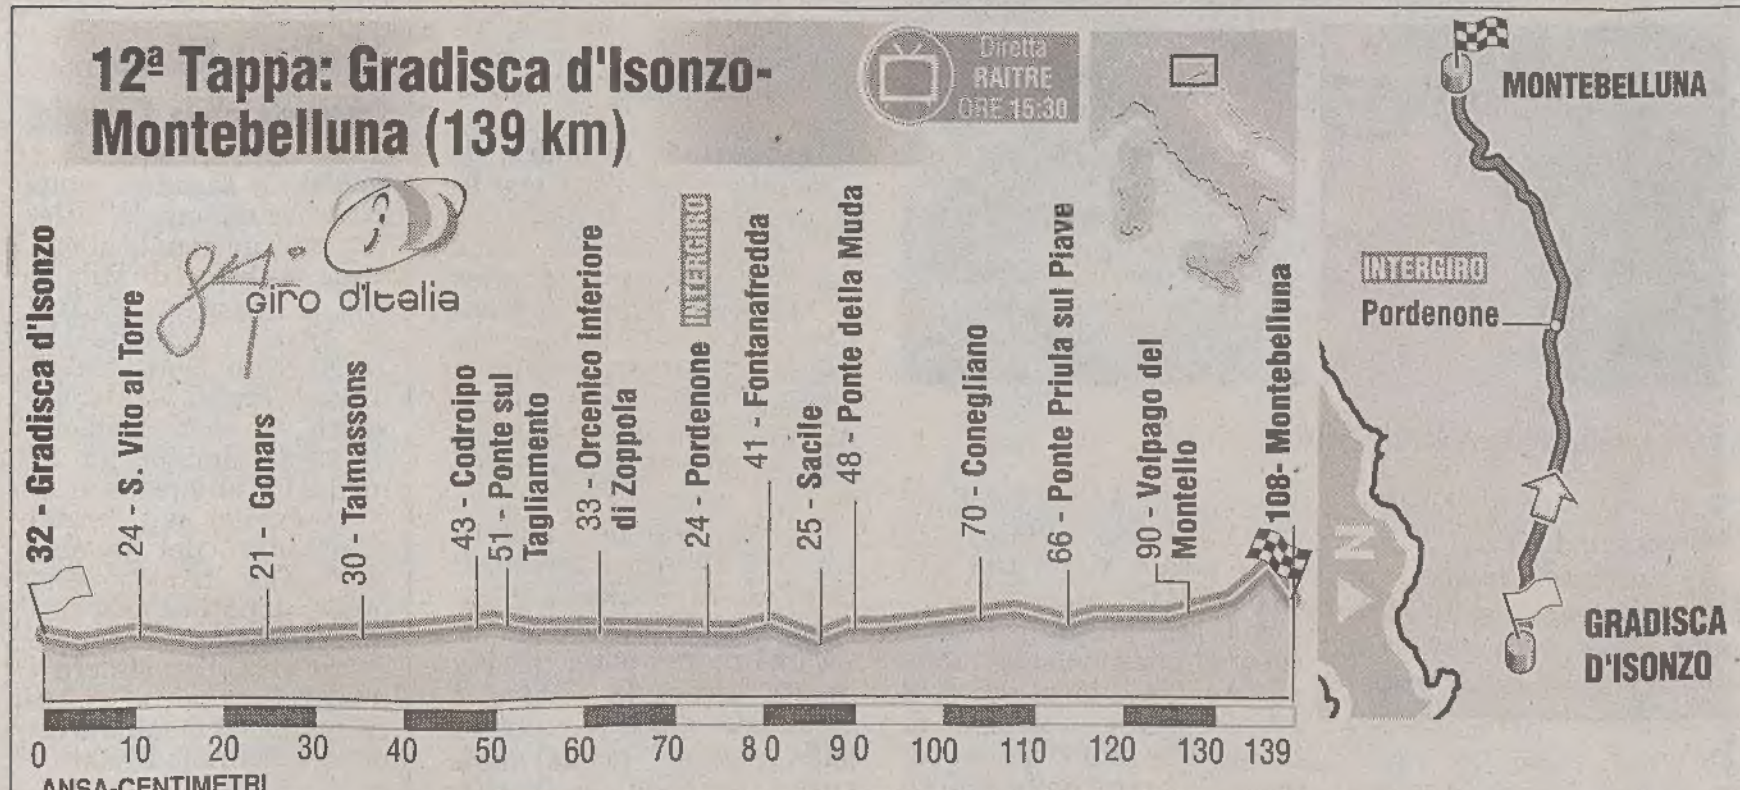 12ª Tappa: Gradisca d'Isonzo-
Montebelluna (139 km)
Diretta
RAITRE
ORE 15:30
giro d'Italia
32 - Gradisca d'Isonzo
24 - S. Vito al Torre
21 - Gonars
30 - Talmassons
43 - Codroipo
51 - Ponte sul
Tagliamento
33 - Orcenico Inferiore
di Zoppola
24 - Pordenone
INTERGIRO
41 - Fontanafredda
25 - Sacile
48 - Ponte della Muda
70 - Conegliano
66 - Ponte Priula sul Piave
90 - Volpago del
Montello
108- Montebelluna
0 10 20 30 40 50 60 70 80 90 100 110 120 130 139
ANSA-CENTIMETRI
MONTEBELLUNA
INTERGIRO
Pordenone
N
GRADISCA
D'ISONZO